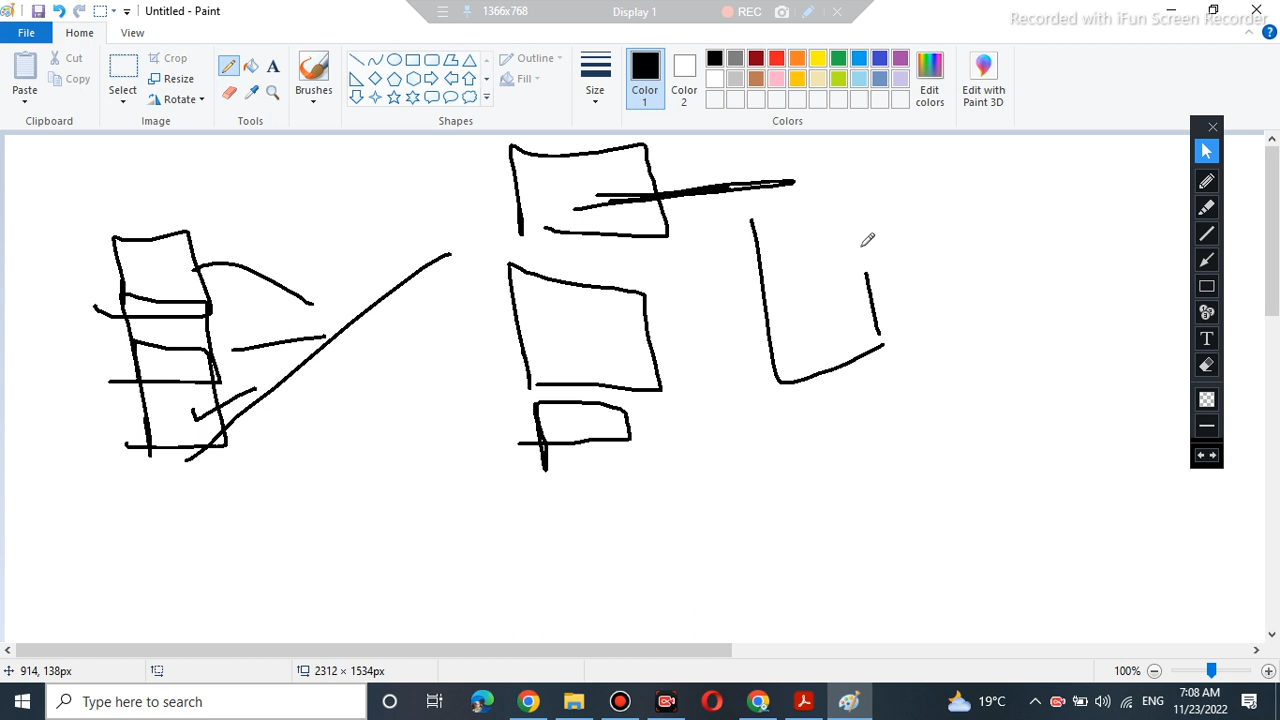 1366x768 Display 1 REC
Untitled - Paint
Recorded with iFun Screen Recorder
File Home View
Cut
Copy
Paste
Clipboard
Select
Crop
Resize
Rotate
Image
Tools
Brushes
Outline
Fill
Shapes
Size
Color 1
Color 2
Edit colors
Colors
Edit with Paint 3D
T
914, 138px
2312 × 1534px
100%
Type here to search
19°C
ENG
7:08 AM
11/23/2022